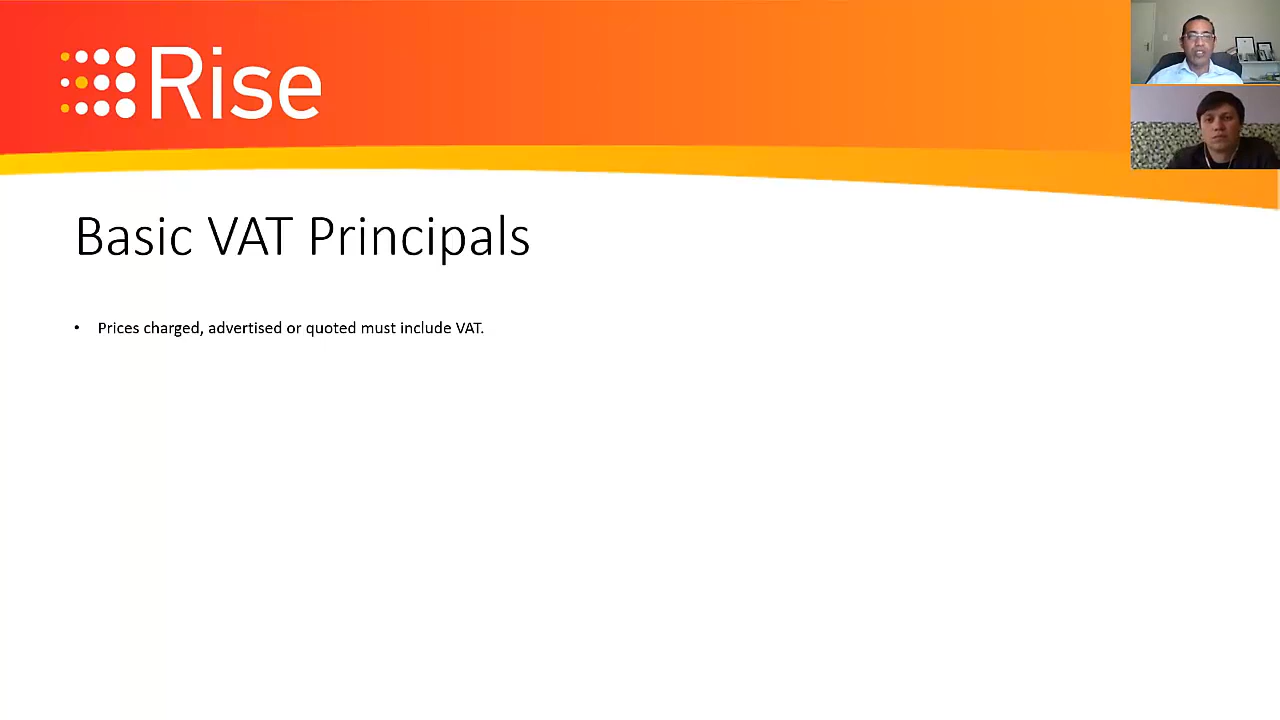 Rise
Basic VAT Principals
• Prices charged, advertised or quoted must include VAT.